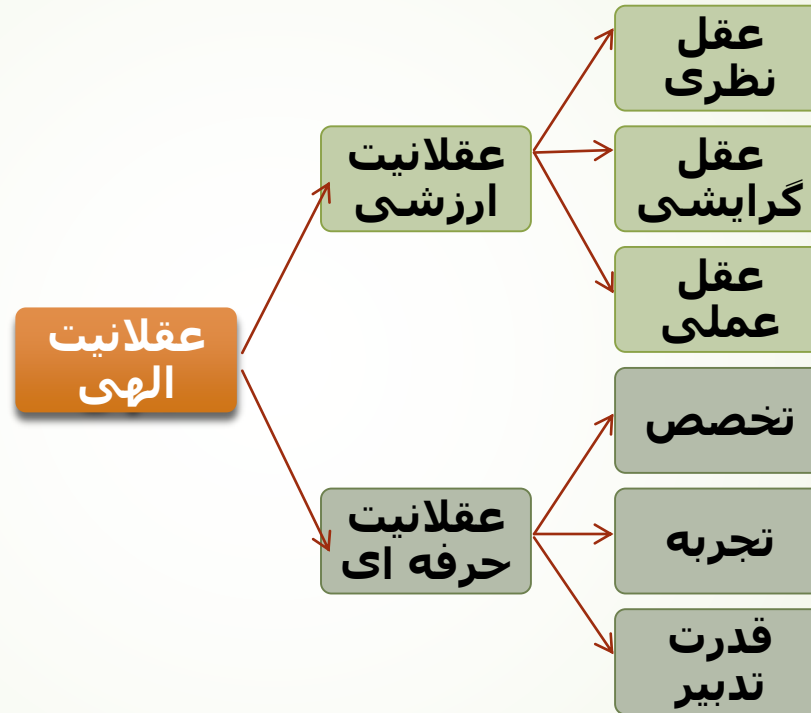 عقلانیت
الهی
عقلانیت
ارزشی
عقل
نظری
عقل
گرایشی
عقل
عملی
عقلانیت
حرفه ای
تخصص
تجربه
قدرت
تدبیر